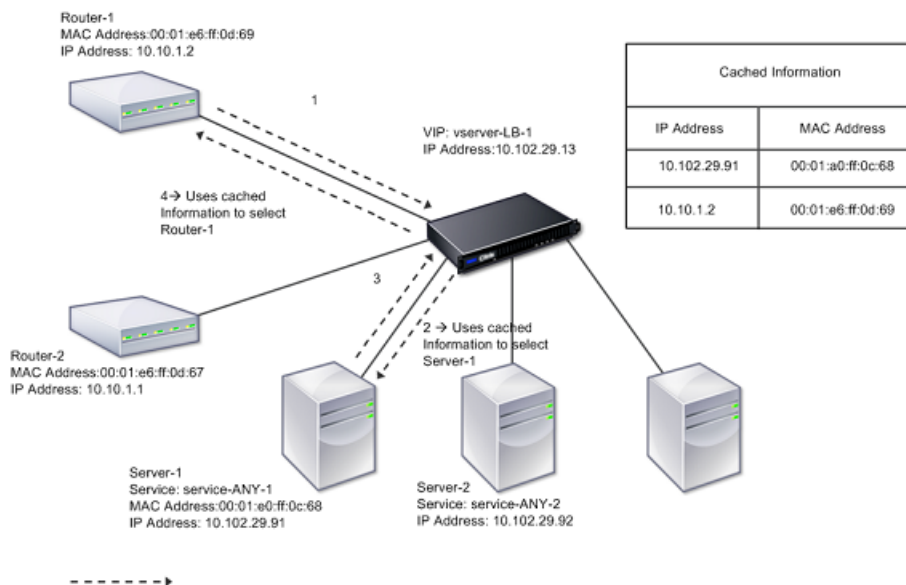 Router-1
MAC Address:00:01:e6:ff:0d:69
IP Address: 10.10.1.2
1
VIP: vserver-LB-1
IP Address:10.102.29.13
Cached Information
IP Address MAC Address
10.102.29.91 00:01:a0:ff:0c:68
10.10.1.2 00:01:e6:ff:0d:69
4→ Uses cached
Information to select
Router-1
3
2 → Uses cached
Information to select
Server-1
Router-2
MAC Address:00:01:e6:ff:0d:67
IP Address: 10.10.1.1
Server-1
Service: service-ANY-1
MAC Address:00:01:e0:ff:0c:68
IP Address: 10.102.29.91
Server-2
Service: service-ANY-2
IP Address: 10.102.29.92